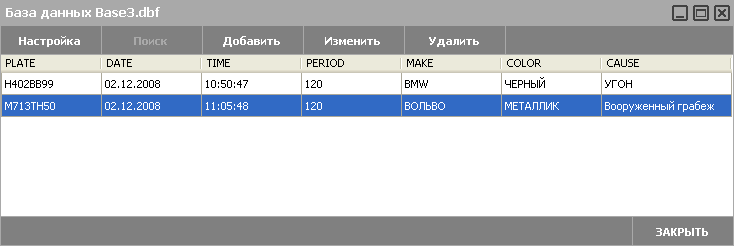 База данных Base3.dbf
Настройка Поиск Добавить Изменить Удалить
PLATE DATE TIME PERIOD MAKE COLOR CAUSE
H402BB99 02.12.2008 10:50:47 120 BMW ЧЕРНЫЙ УГОН
M713TH50 02.12.2008 11:05:48 120 ВОЛЬВО МЕТАЛЛИК Вооруженный грабеж
ЗАКРЫТЬ